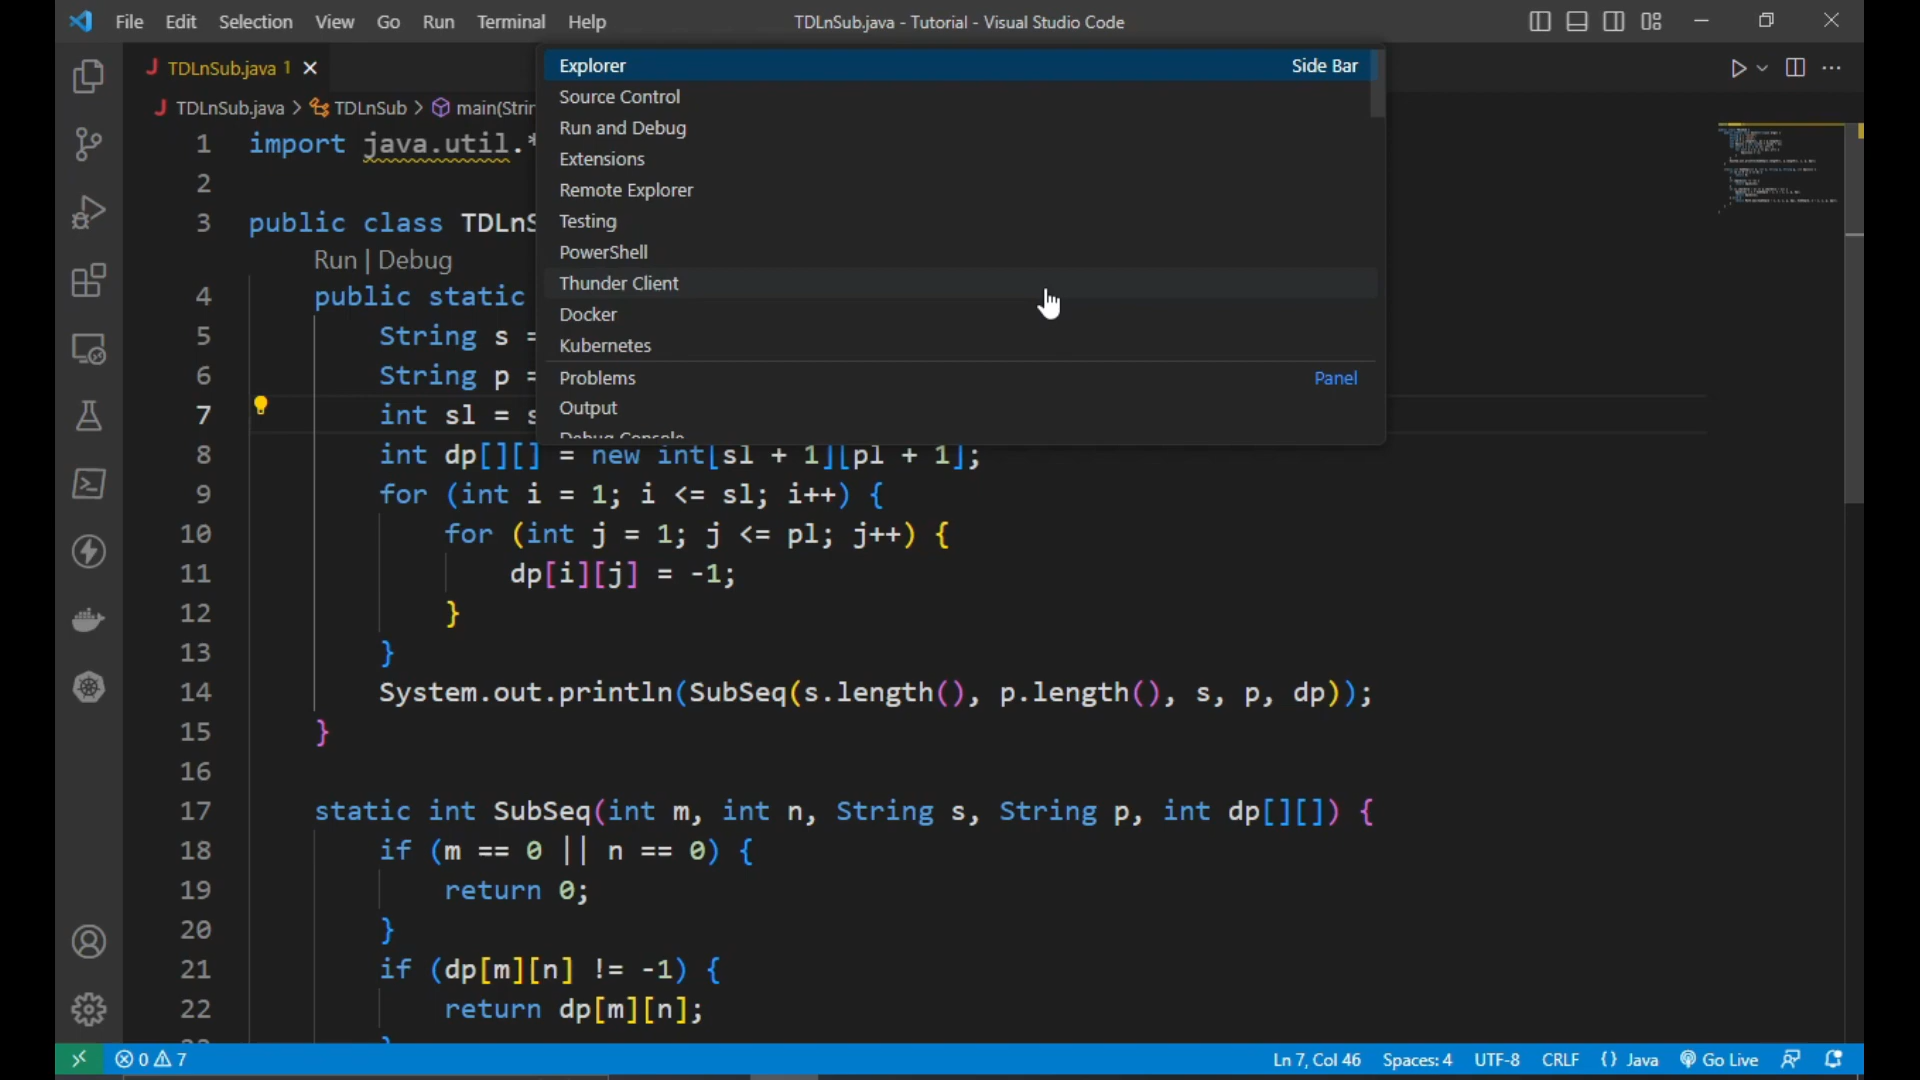 File Edit Selection View Go Run Terminal Help
TDLnSub.java - Tutorial - Visual Studio Code
TDLnSub.java 1
TDLnSub.java > TDLnSub > main(Strin
Explorer Side Bar
Source Control
Run and Debug
Extensions
Remote Explorer
Testing
PowerShell
Thunder Client
Docker
Kubernetes
Problems Panel
Output
Debug Console
1 import java.util.*
2
3 public class TDLnS
Run | Debug
4 public static
5 String s =
6 String p =
7 int sl = s
8 int dp[][] = new int[sl + 1][pl + 1];
9 for (int i = 1; i <= sl; i++) {
10 for (int j = 1; j <= pl; j++) {
11 dp[i][j] = -1;
12 }
13 }
14 System.out.println(SubSeq(s.length(), p.length(), s, p, dp));
15 }
16
17 static int SubSeq(int m, int n, String s, String p, int dp[][]) {
18 if (m == 0 || n == 0) {
19 return 0;
20 }
21 if (dp[m][n] != -1) {
22 return dp[m][n];
0 7 Ln 7, Col 46 Spaces: 4 UTF-8 CRLF {} Java Go Live